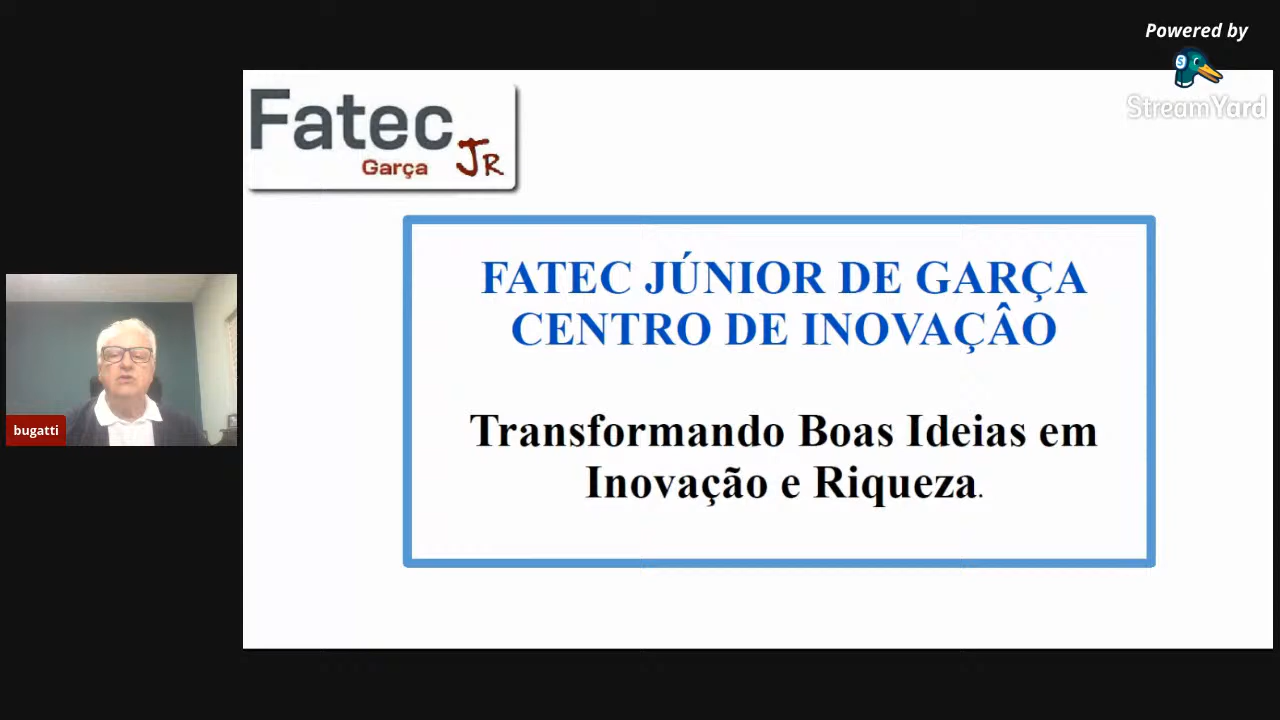 Powered by
StreamYard
Fatec
Garça JR
FATEC JÚNIOR DE GARÇA
CENTRO DE INOVAÇÂO
Transformando Boas Ideias em
Inovação e Riqueza.
bugatti